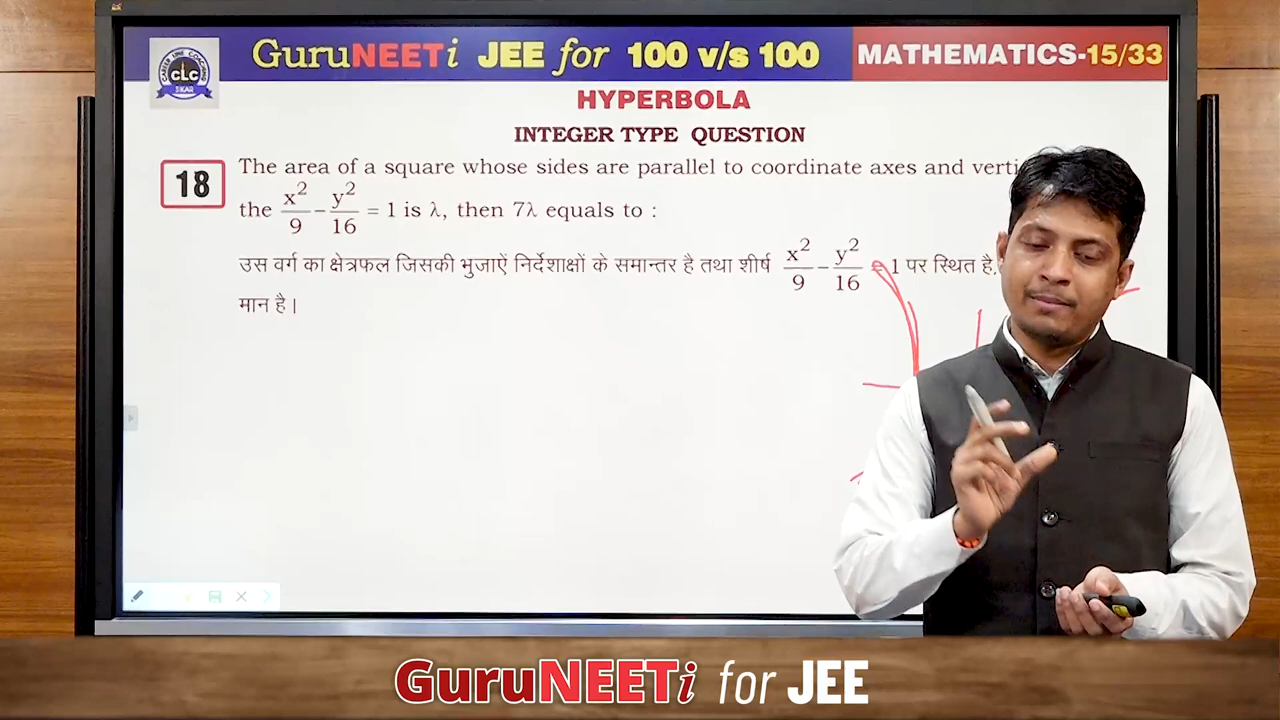 GuruNEETi JEE for 100 v/s 100
MATHEMATICS-15/33
CLC
SIKAR
HYPERBOLA
INTEGER TYPE QUESTION
18
The area of a square whose sides are parallel to coordinate axes and
the x²/9 − y²/16 = 1 is λ, then 7λ equals to :
उस वर्ग का क्षेत्रफल जिसकी भुजाऐं निर्देशाक्षों के समान्तर है तथा शीर्ष x²/9 − y²/16 = 1 पर स्थित है,
मान है।
GuruNEETi for JEE